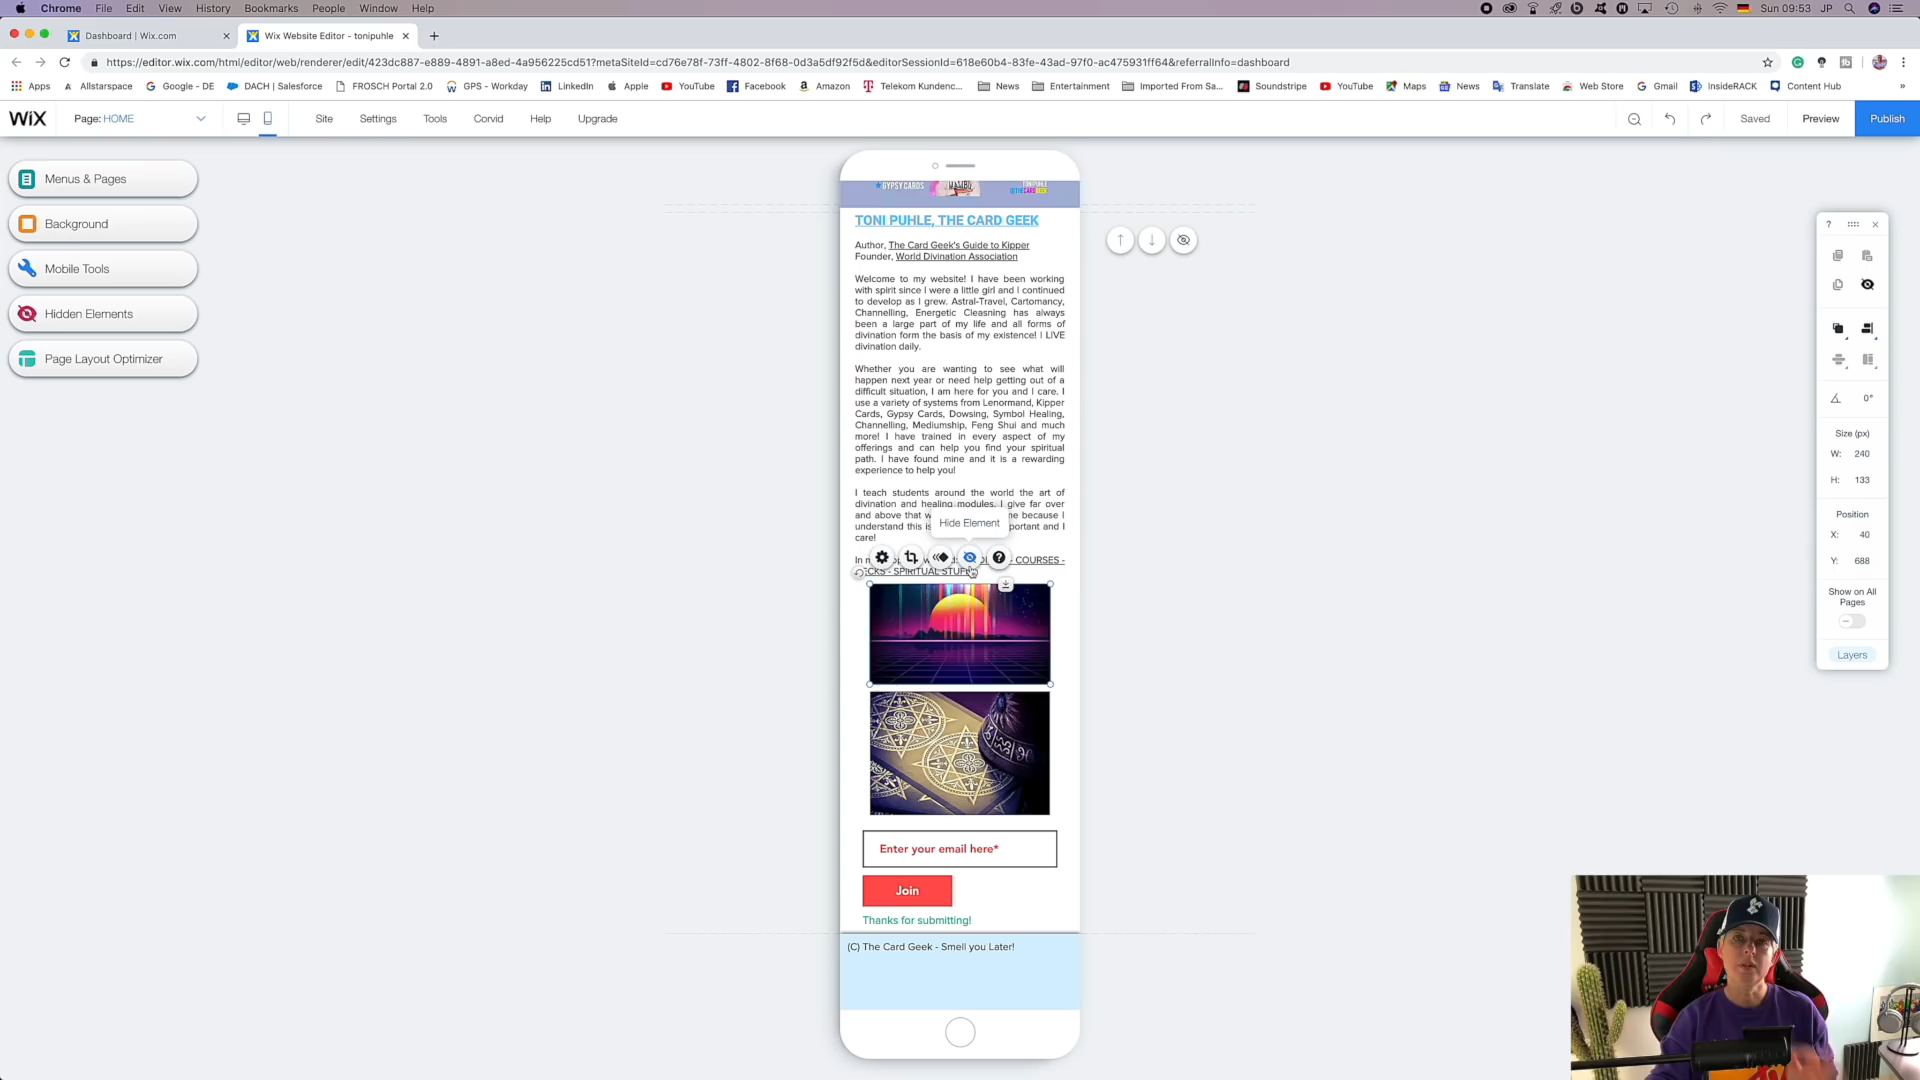 Chrome File Edit View History Bookmarks People Window Help Sun 09:53 JP
Dashboard | Wix.com
Wix Website Editor - tonipuhle
https://editor.wix.com/html/editor/web/renderer/edit/423dc887-e889-4891-a8ed-4a956225cd51?metaSiteId=cd76e78f-73ff-4802-8f68-0d3a5df92f5d&editorSessionId=618e60b4-83fe-43ad-97f0-ac475931ff64&referralInfo=dashboard
Apps Allstarspace Google - DE DACH | Salesforce FROSCH Portal 2.0 GPS - Workday LinkedIn Apple YouTube Facebook Amazon Telekom Kundenc... News Entertainment Imported From Sa... Soundstripe YouTube Maps News Translate Web Store Gmail InsideRACK Content Hub »
WiX Page: HOME Site Settings Tools Corvid Help Upgrade Saved Preview Publish
Menus & Pages
Background
Mobile Tools
Hidden Elements
Page Layout Optimizer
GYPSY CARDS
MAMBO
TONI PUHLE
TONI PUHLE, THE CARD GEEK
Author, The Card Geek's Guide to Kipper
Founder, World Divination Association
Welcome to my website! I have been working
with spirit since I were a little girl and I continued
to develop as I grew. Astral-Travel, Cartomancy,
Channelling, Energetic Cleasning has always
been a large part of my life and all forms of
divination form the basis of my existence! I LIVE
divination daily.
Whether you are wanting to see what will
happen next year or need help getting out of a
difficult situation, I am here for you and I care. I
use a variety of systems from Lenormand, Kipper
Cards, Gypsy Cards, Dowsing, Symbol Healing,
Channelling, Mediumship, Feng Shui and much
more! I have trained in every aspect of my
offerings and can help you find your spiritual
path. I have found mine and it is a rewarding
experience to help you!
I teach students around the world the art of
divination and healing modules. I give far over
and above that w me because I
understand this is portant and I
care!
Hide Element
In m - COURSES -
ECKS - SPIRITUAL STUFF
Enter your email here*
Join
Thanks for submitting!
(C) The Card Geek - Smell you Later!
?
0°
Size (px)
W: 240
H: 133
Position
X: 40
Y: 688
Show on All
Pages
Layers